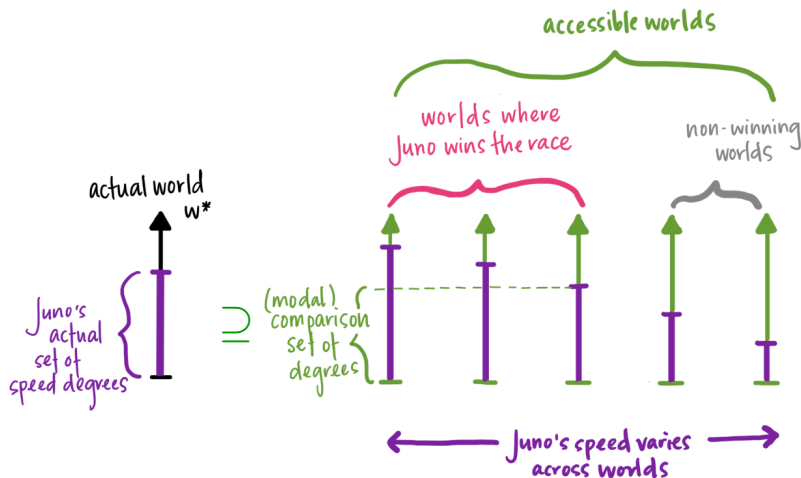 accessible worlds
worlds where
Juno wins the race
non-winning
worlds
actual world
w*
Juno's
actual
set of
speed degrees
⊇
(modal)
comparison
set of
degrees
Juno's speed varies
across worlds